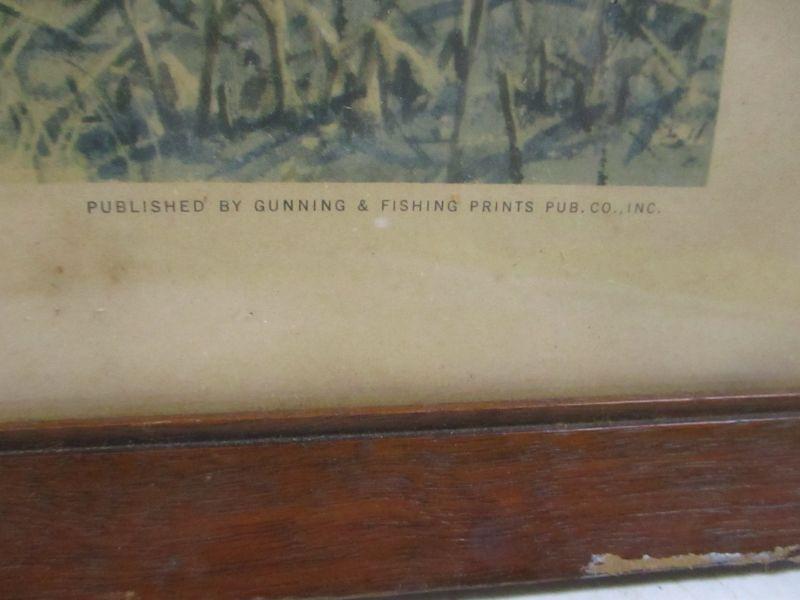 PUBLISHED BY GUNNING & FISHING PRINTS PUB. CO., INC.